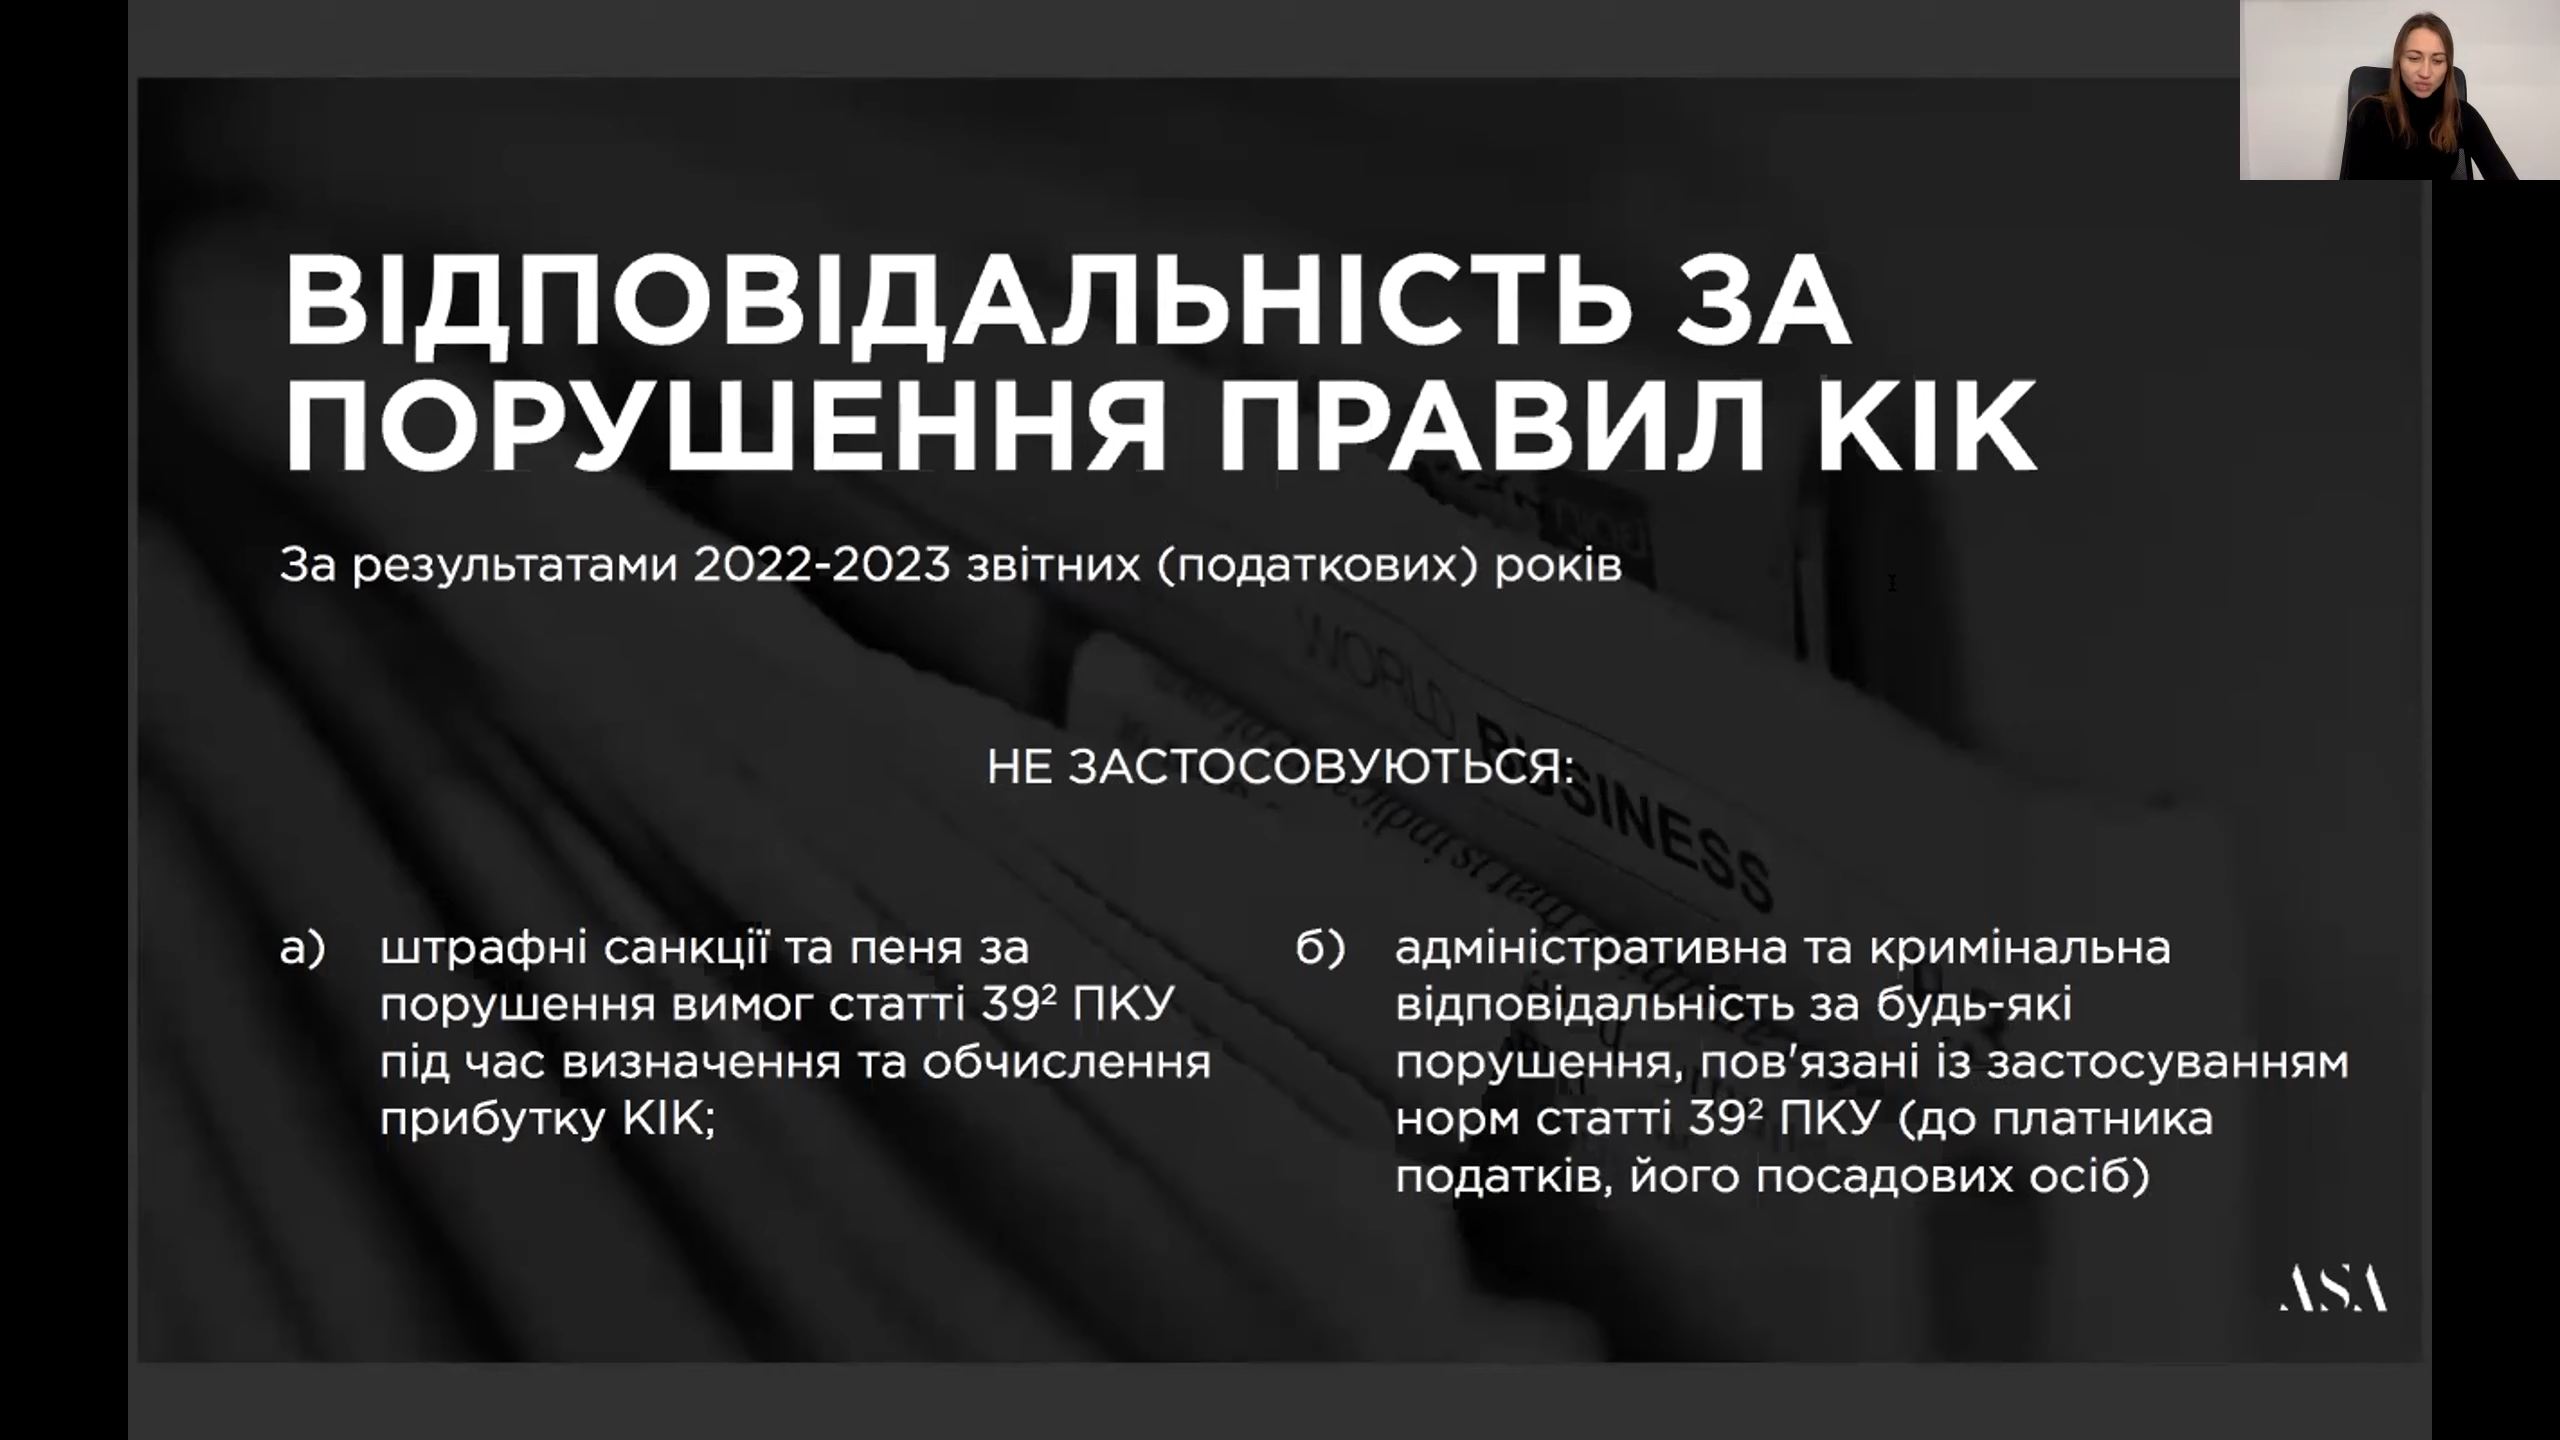 ВІДПОВІДАЛЬНІСТЬ ЗА
ПОРУШЕННЯ ПРАВИЛ КІК
За результатами 2022-2023 звітних (податкових) років
WORLD BUSINESS
НЕ ЗАСТОСОВУЮТЬСЯ:
а) штрафні санкції та пеня за
порушення вимог статті 39² ПКУ
під час визначення та обчислення
прибутку КІК;
б) адміністративна та кримінальна
відповідальність за будь-які
порушення, пов'язані із застосуванням
норм статті 39² ПКУ (до платника
податків, його посадових осіб)
ASA